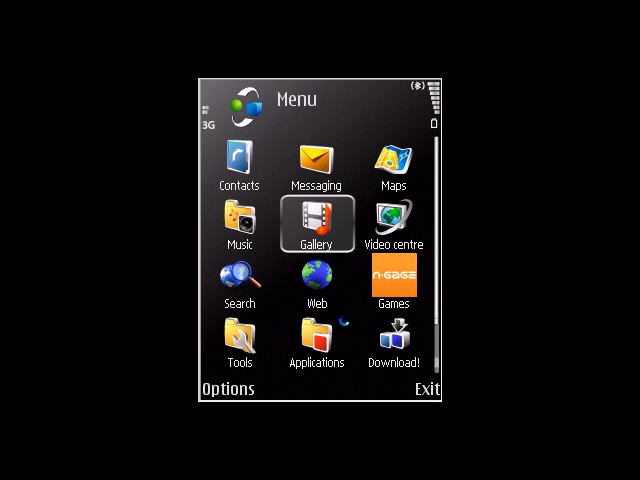 Menu
3G
Contacts Messaging Maps
Music Gallery Video centre
N·GAGE
Search Web Games
Tools Applications Download!
Options Exit